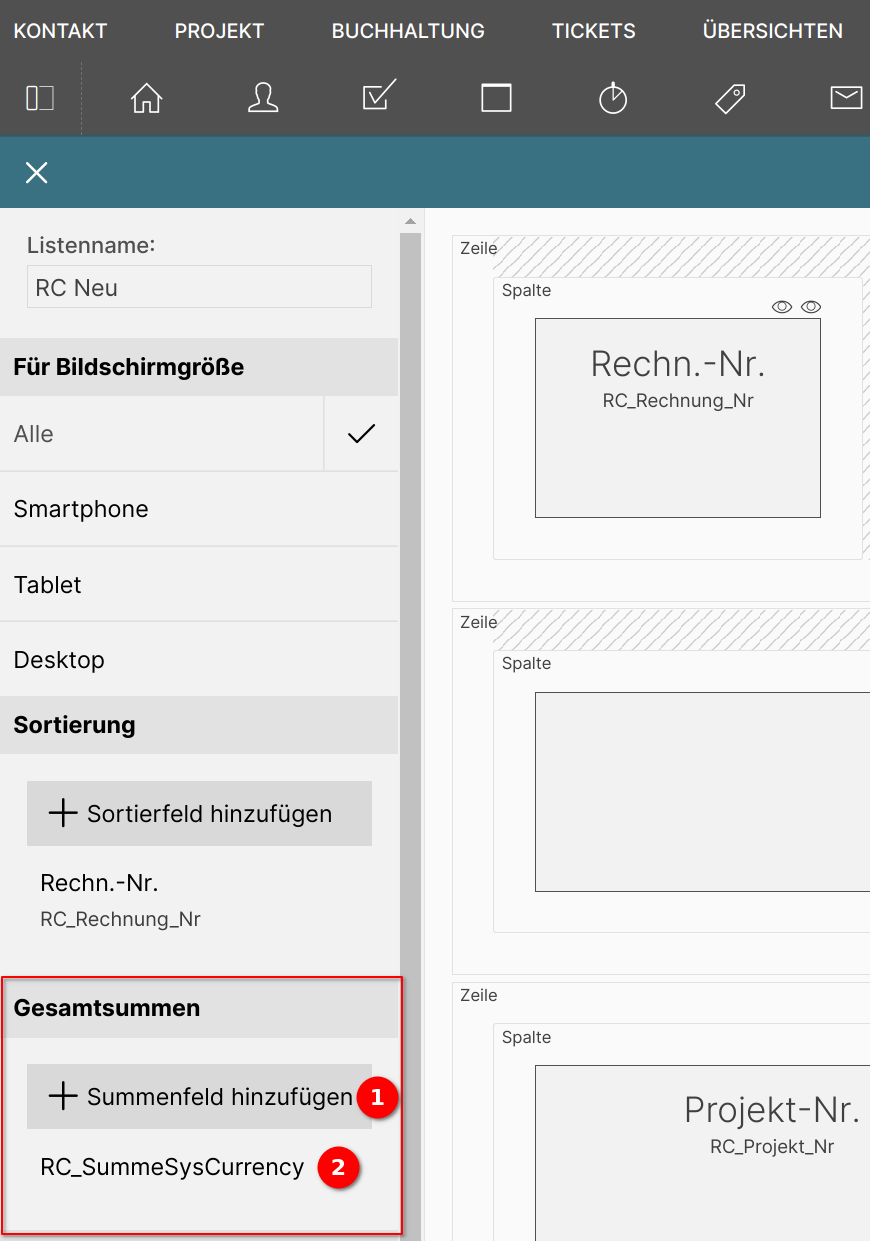 KONTAKT PROJEKT BUCHHALTUNG TICKETS ÜBERSICHTEN
Listenname:
RC Neu
Für Bildschirmgröße
Alle
Smartphone
Tablet
Desktop
Sortierung
Sortierfeld hinzufügen
Rechn.-Nr.
RC_Rechnung_Nr
Gesamtsummen
Summenfeld hinzufügen 1
RC_SummeSysCurrency 2
Zeile
Spalte
Rechn.-Nr.
RC_Rechnung_Nr
Zeile
Spalte
Zeile
Spalte
Projekt-Nr.
RC_Projekt_Nr